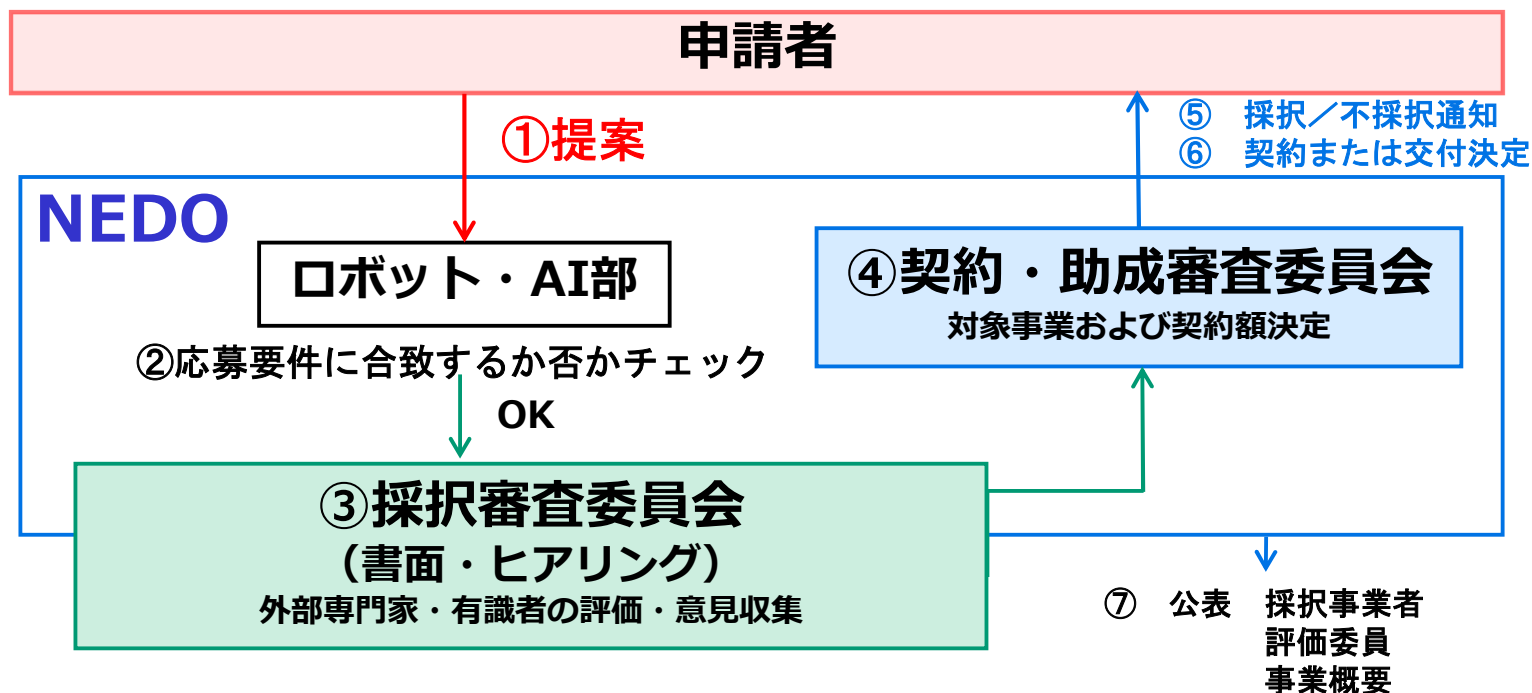 申請者
①提案
⑤　採択／不採択通知
⑥　契約または交付決定
NEDO
ロボット・AI部
④契約・助成審査委員会
対象事業および契約額決定
②応募要件に合致するか否かチェック
OK
③採択審査委員会
（書面・ヒアリング）
外部専門家・有識者の評価・意見収集
⑦　公表　採択事業者
評価委員
事業概要